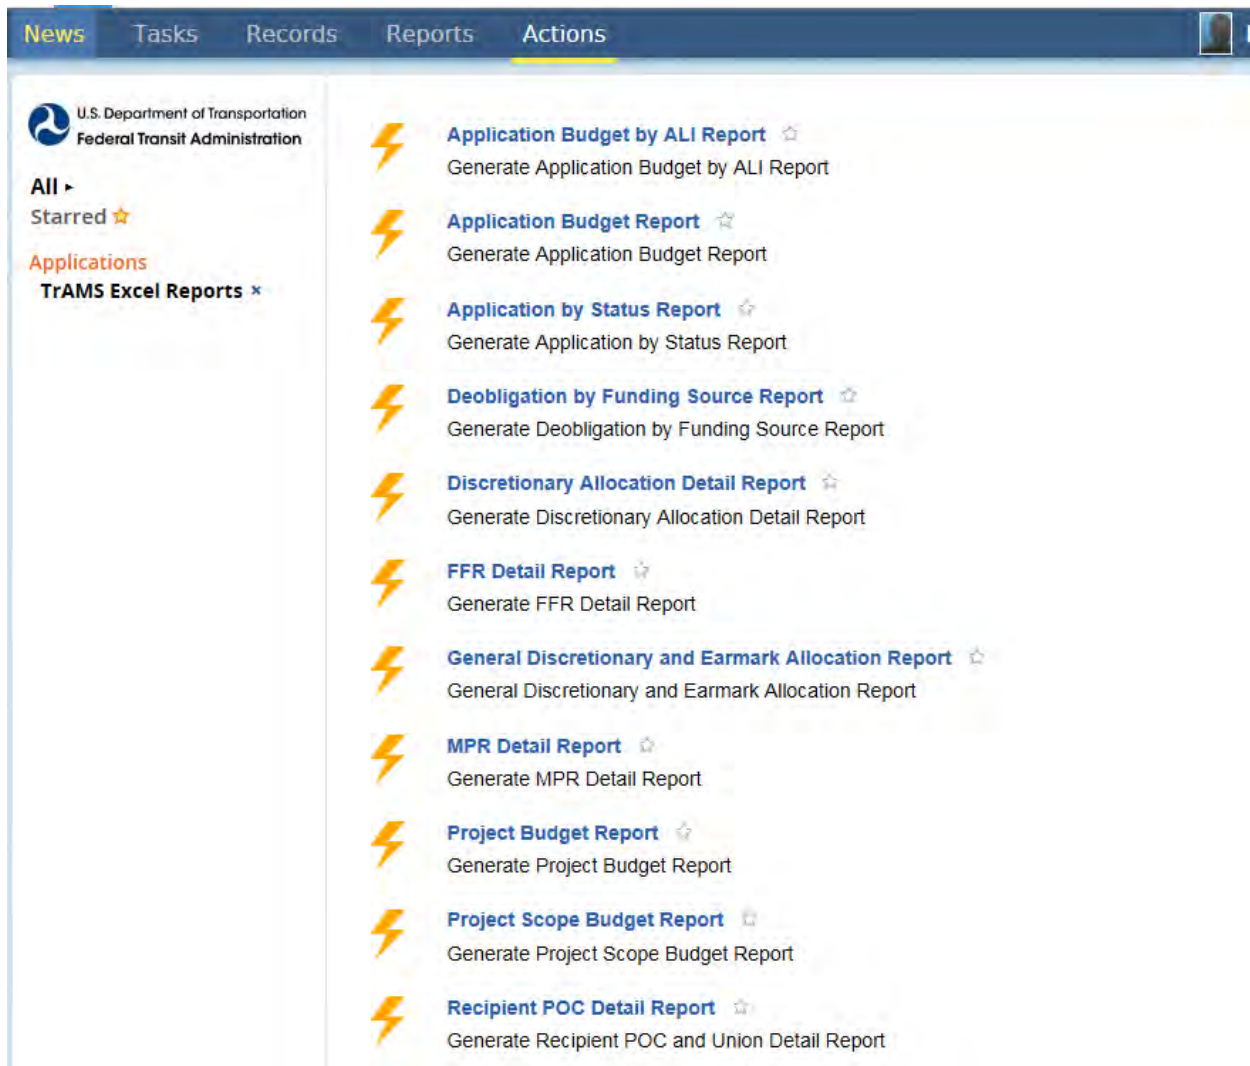 News Tasks Records Reports Actions
U.S. Department of Transportation
Federal Transit Administration
All
Starred
Applications
TrAMS Excel Reports ×
Application Budget by ALI Report
Generate Application Budget by ALI Report
Application Budget Report
Generate Application Budget Report
Application by Status Report
Generate Application by Status Report
Deobligation by Funding Source Report
Generate Deobligation by Funding Source Report
Discretionary Allocation Detail Report
Generate Discretionary Allocation Detail Report
FFR Detail Report
Generate FFR Detail Report
General Discretionary and Earmark Allocation Report
General Discretionary and Earmark Allocation Report
MPR Detail Report
Generate MPR Detail Report
Project Budget Report
Generate Project Budget Report
Project Scope Budget Report
Generate Project Scope Budget Report
Recipient POC Detail Report
Generate Recipient POC and Union Detail Report